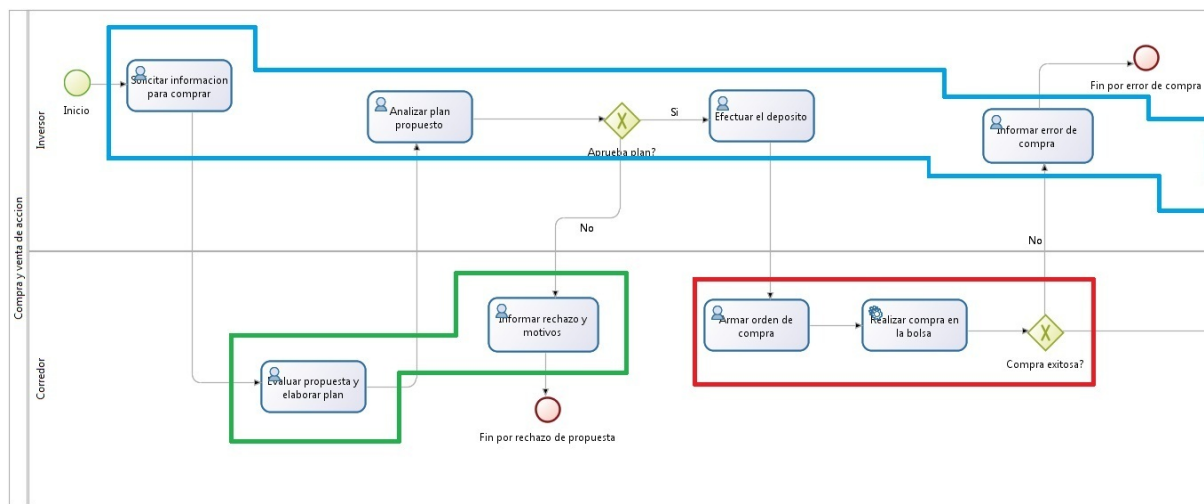 Compra y venta de accion
Inversor
Inicio
Solicitar informacion
para comprar
Analizar plan
propuesto
Aprueba plan?
Si
No
Efectuar el deposito
Informar error de
compra
Fin por error de compra
No
Corredor
Evaluar propuesta y
elaborar plan
Informar rechazo y
motivos
Fin por rechazo de propuesta
Armar orden de
compra
Realizar compra en
la bolsa
Compra exitosa?